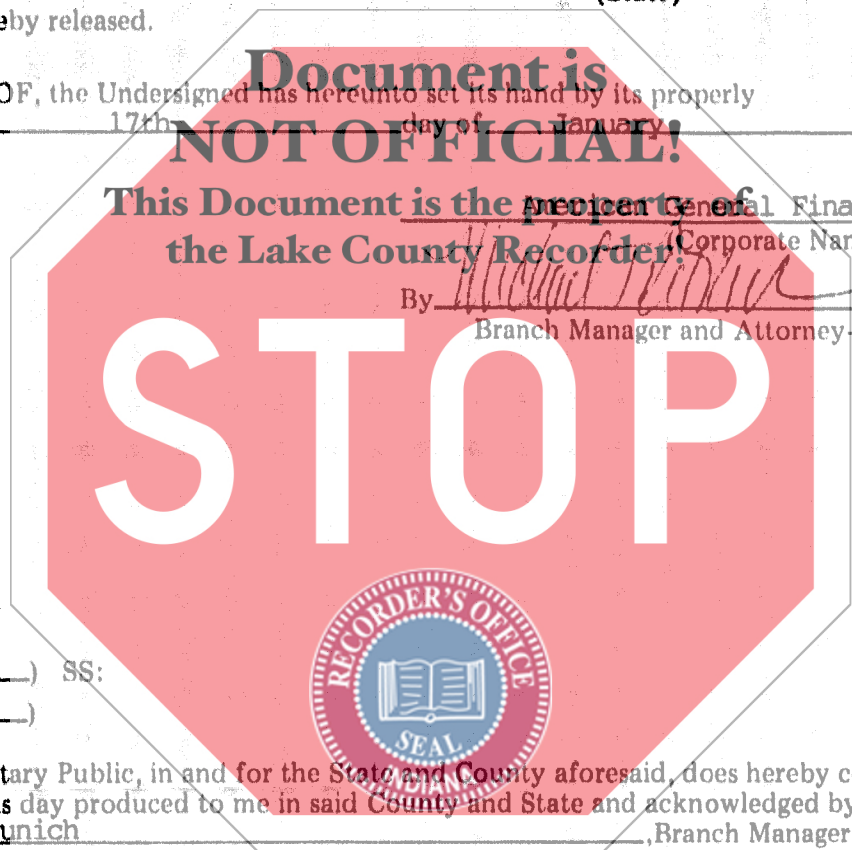 eby released.
Document is
OF, the Undersigned has hereunto set its hand by its properly
17th day of January
NOT OFFICIAL!
This Document is the property of
American General Fina
the Lake County Recorder!
(Corporate Nar
By
Branch Manager and Attorney-
STOP
RECORDER'S OFFICE
SEAL
INDIANA
) SS:
)
tary Public, in and for the State and County aforesaid, does hereby c
s day produced to me in said County and State and acknowledged by
unich ,Branch Manager